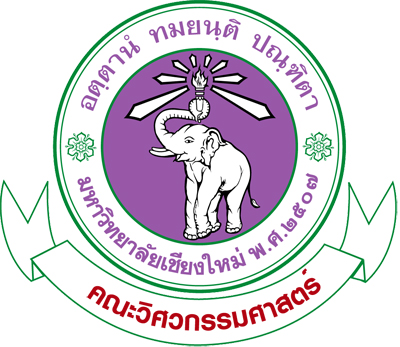 อตฺตานํ ทมยนฺติ ปณฺฑิตา
มหาวิทยาลัยเชียงใหม่ พ.ศ.๒๕๐๗
คณะวิศวกรรมศาสตร์